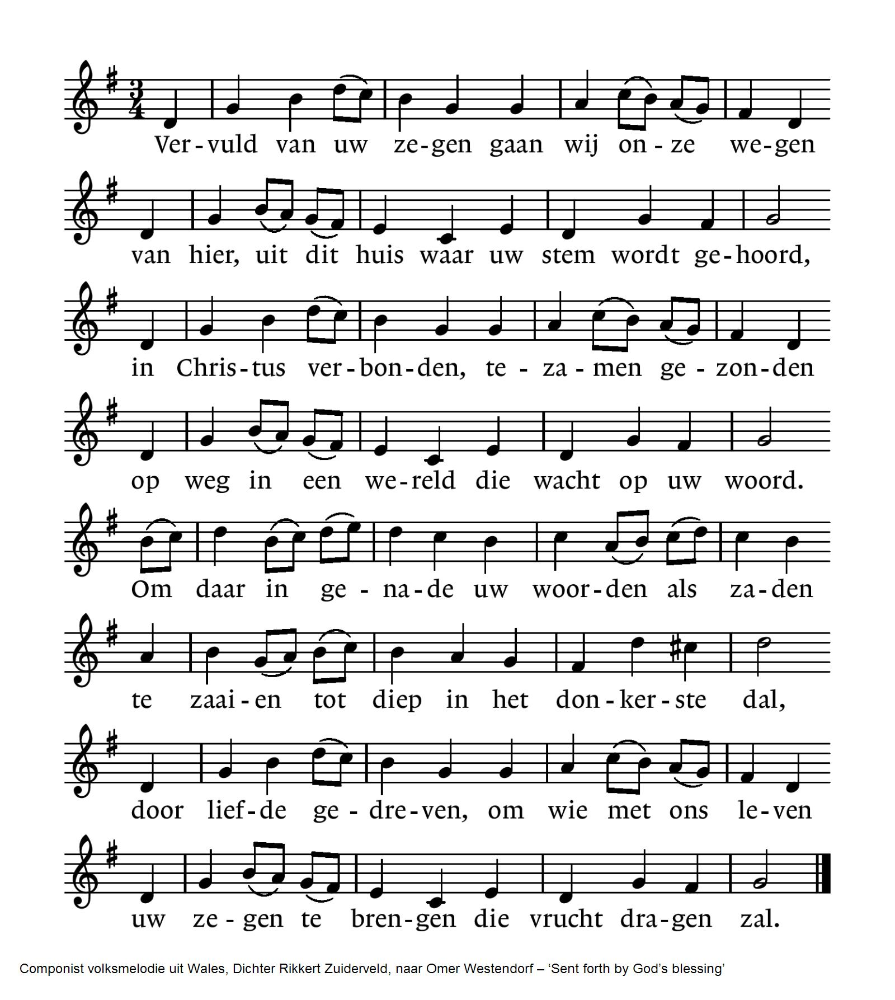 3
4
Ver-vuld van uw ze-gen gaan wij on-ze we-gen
van hier, uit dit huis waar uw stem wordt ge-hoord,
in Chris-tus ver-bon-den, te-za-men ge-zon-den
op weg in een we-reld die wacht op uw woord.
Om daar in ge-na-de uw woor-den als za-den
te zaai-en tot diep in het don-ker-ste dal,
door lief-de ge-dre-ven, om wie met ons le-ven
uw ze-gen te bren-gen die vrucht dra-gen zal.
Componist volksmelodie uit Wales, Dichter Rikkert Zuiderveld, naar Omer Westendorf – ‘Sent forth by God’s blessing’